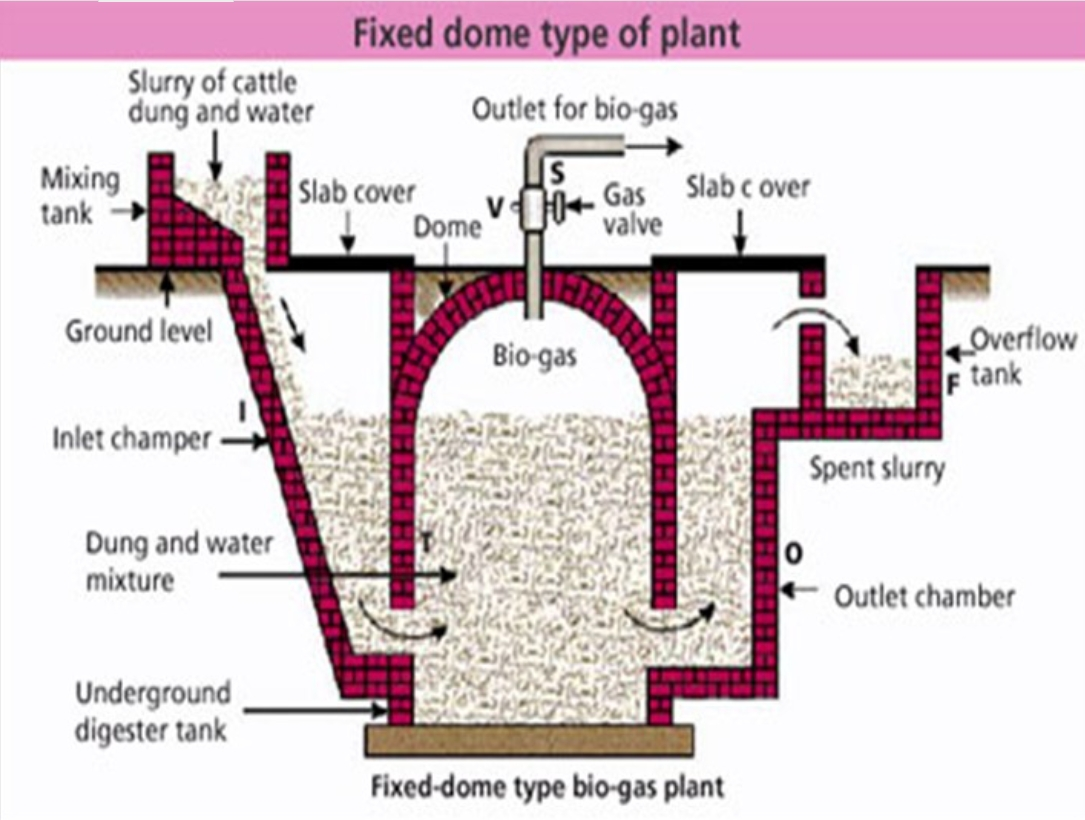 Fixed dome type of plant
Slurry of cattle
dung and water
Outlet for bio-gas
Mixing
tank
Slab cover
Dome
V
S
Gas
valve
Slab c over
Ground level
Bio-gas
Overflow
tank
F
I
Inlet champer
Spent slurry
Dung and water
mixture
T
O
Outlet chamber
Underground
digester tank
Fixed-dome type bio-gas plant